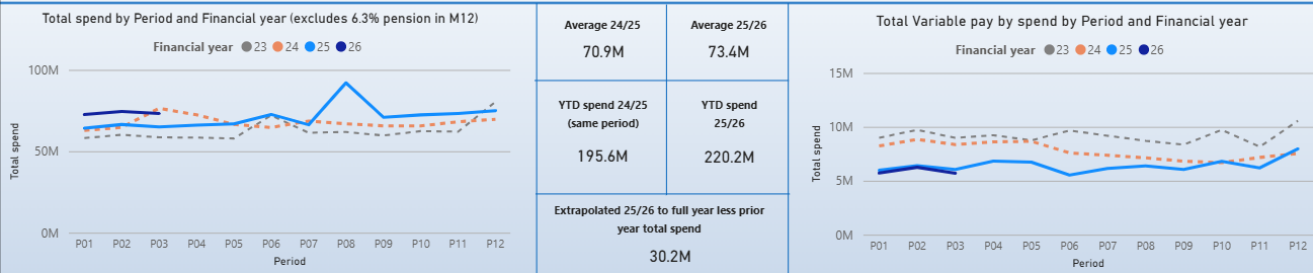 Total spend by Period and Financial year (excludes 6.3% pension in M12)
Financial year 23 24 25 26
100M
50M
0M
Total spend
P01 P02 P03 P04 P05 P06 P07 P08 P09 P10 P11 P12
Period
Average 24/25
70.9M
Average 25/26
73.4M
YTD spend 24/25
(same period)
195.6M
YTD spend
25/26
220.2M
Extrapolated 25/26 to full year less prior
year total spend
30.2M
Total Variable pay by spend by Period and Financial year
Financial year 23 24 25 26
15M
10M
5M
0M
Total spend
P01 P02 P03 P04 P05 P06 P07 P08 P09 P10 P11 P12
Period